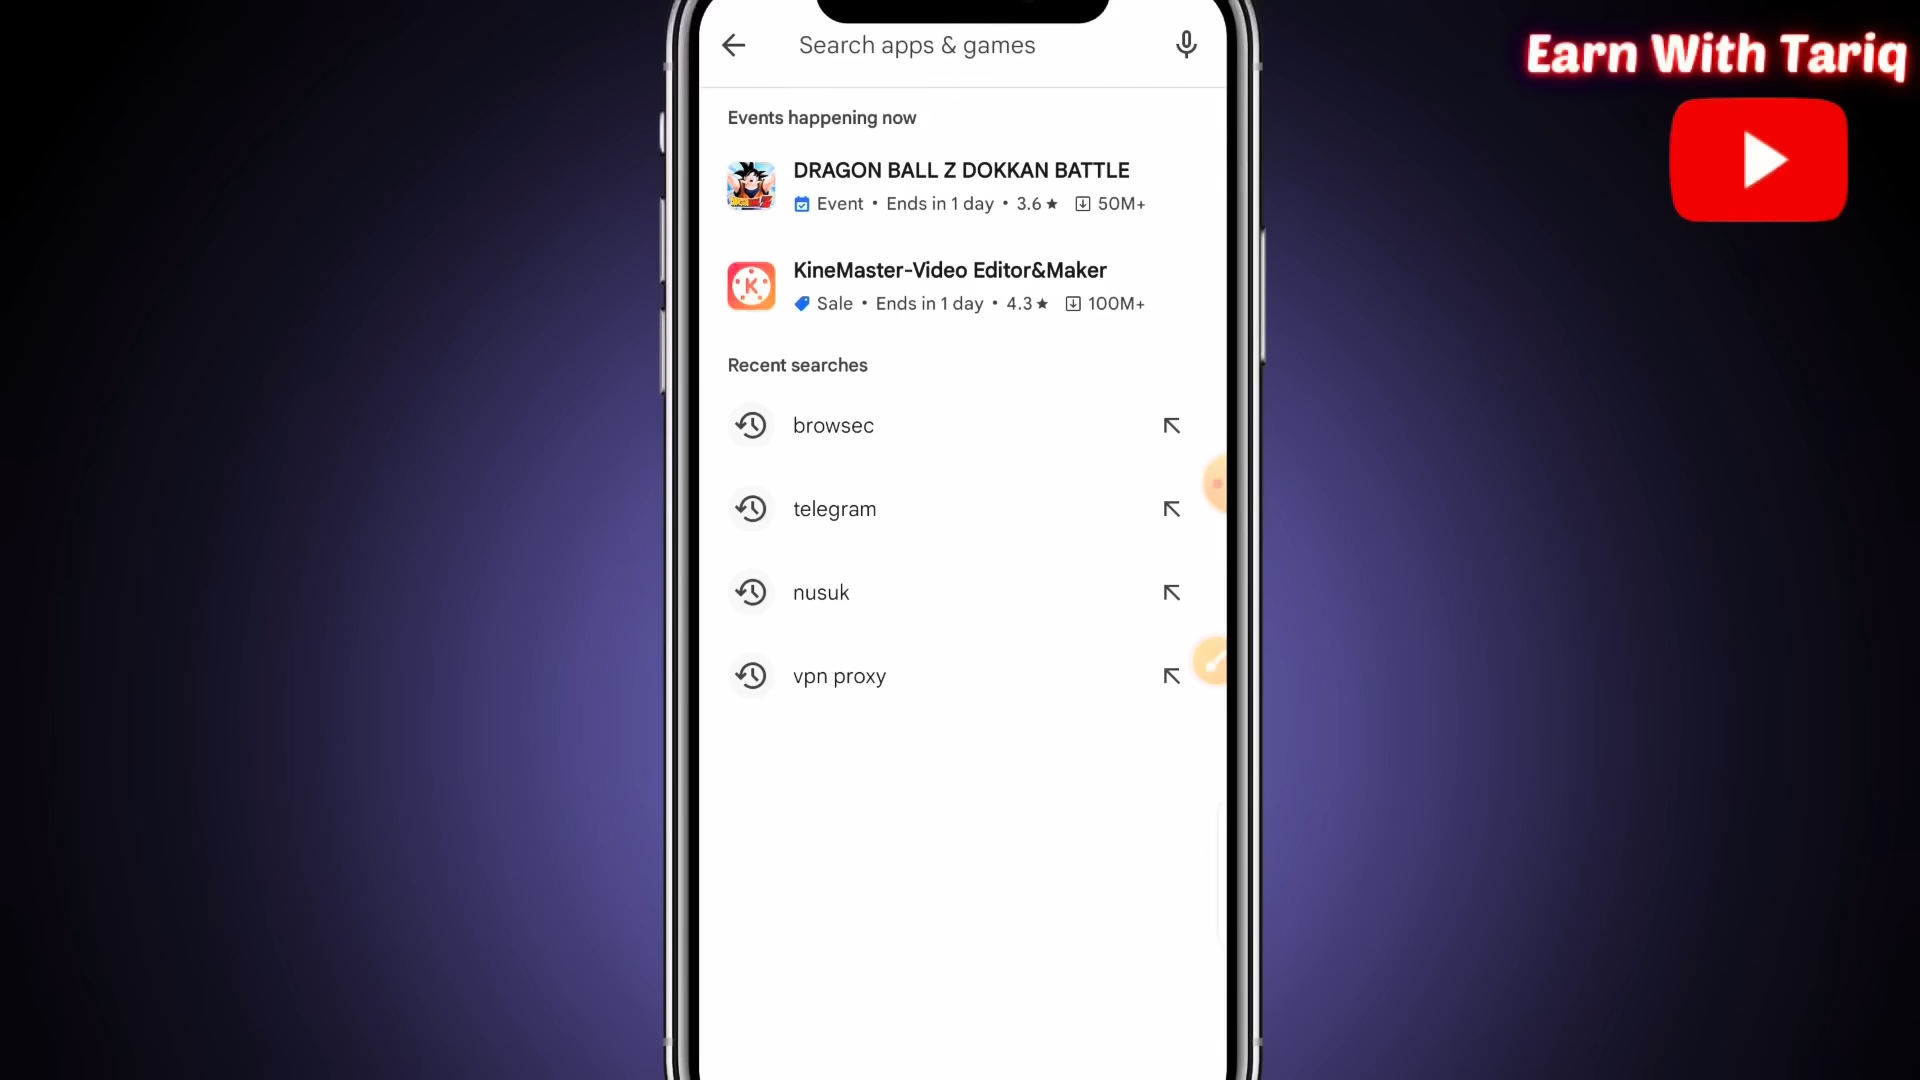 Search apps & games
Earn With Tariq
Events happening now
DRAGON BALL Z DOKKAN BATTLE
Event • Ends in 1 day • 3.6 ★ 50M+
KineMaster-Video Editor&Maker
Sale • Ends in 1 day • 4.3 ★ 100M+
Recent searches
browsec
telegram
nusuk
vpn proxy